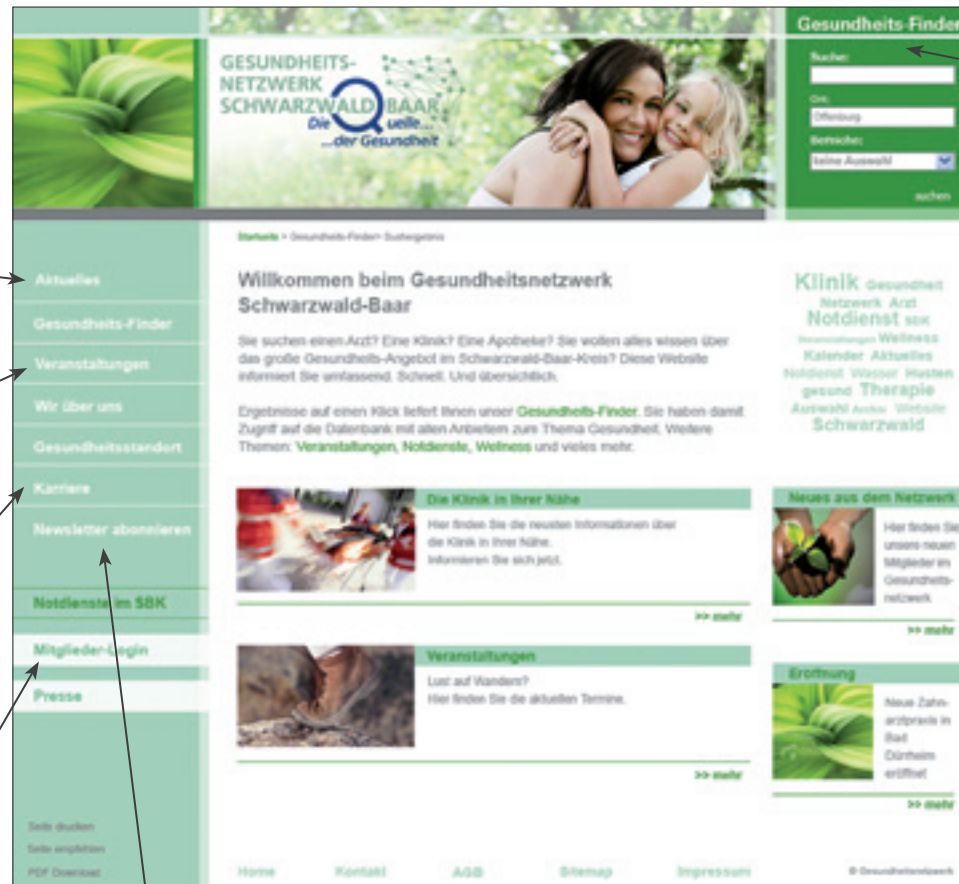 Gesundheits-Finder
Suche:
Ort:
Offenburg
Bereiche:
keine Auswahl
suchen
GESUNDHEITS-
NETZWERK
SCHWARZWALD BAAR
Die Quelle...
...der Gesundheit
Startseite > Gesundheits-Finder> Suchergebnis
Aktuelles
Gesundheits-Finder
Veranstaltungen
Wir über uns
Gesundheitsstandort
Karriere
Newsletter abonnieren
Notdienste im SBK
Mitglieder-Login
Presse
Seite drucken
Seite empfehlen
PDF Download
Willkommen beim Gesundheitsnetzwerk
Schwarzwald-Baar
Sie suchen einen Arzt? Eine Klinik? Eine Apotheke? Sie wollen alles wissen über
das große Gesundheits-Angebot im Schwarzwald-Baar-Kreis? Diese Website
informiert Sie umfassend. Schnell. Und übersichtlich.
Ergebnisse auf einen Klick liefert Ihnen unser Gesundheits-Finder. Sie haben damit
Zugriff auf die Datenbank mit allen Anbietern zum Thema Gesundheit. Weitere
Themen: Veranstaltungen, Notdienste, Wellness und vieles mehr.
Klinik Gesundheit
Netzwerk Arzt
Notdienst SBK
Veranstaltungen Wellness
Kalender Aktuelles
Notdienst Wasser Husten
gesund Therapie
Auswahl Archiv Website
Schwarzwald
Die Klinik in Ihrer Nähe
Hier finden Sie die neusten Informationen über
die Klinik in Ihrer Nähe.
Informieren Sie sich jetzt.
>> mehr
Veranstaltungen
Lust auf Wandern?
Hier finden Sie die aktuellen Termine.
>> mehr
Neues aus dem Netzwerk
Hier finden Sie
unsere neuen
Mitglieder im
Gesundheits-
netzwerk
>> mehr
Eröffnung
Neue Zahn-
arztpraxis in
Bad
Dürrheim
eröffnet
>> mehr
Home Kontakt AGB Sitemap Impressum
© Gesundheitsnetzwerk